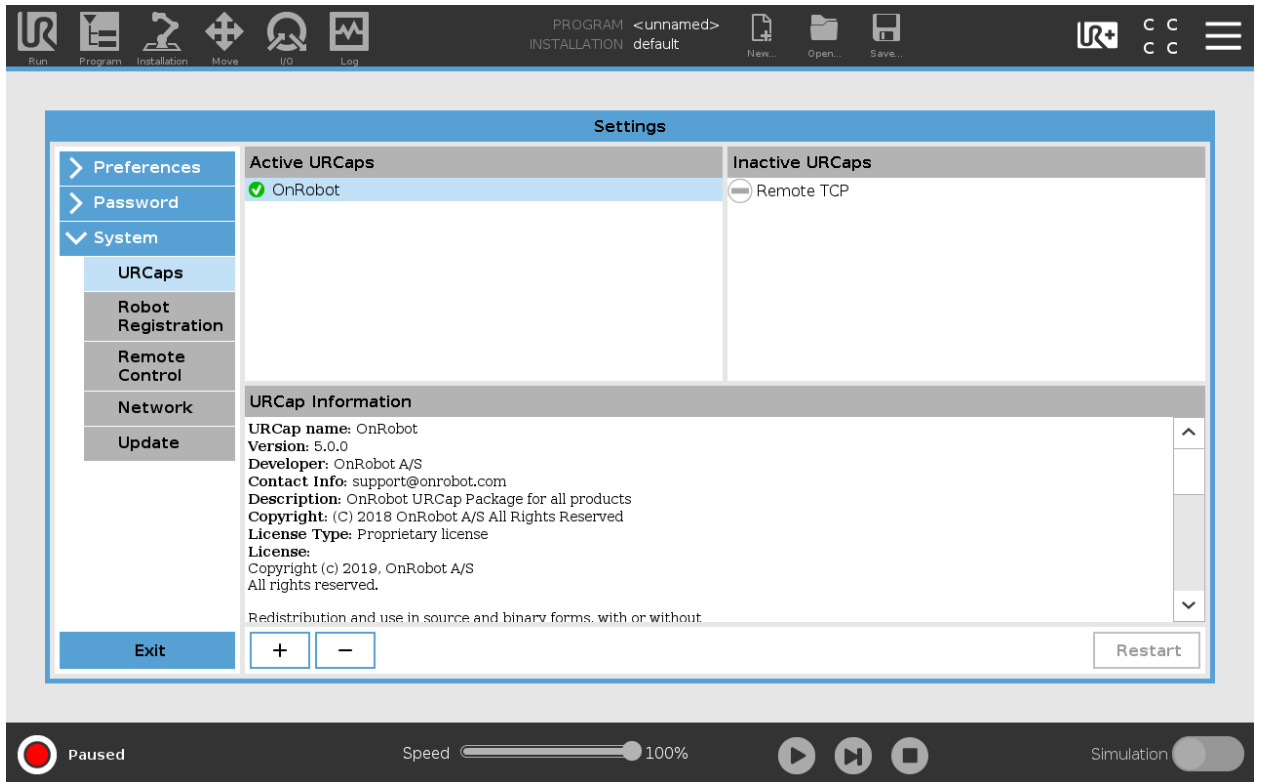 PROGRAM <unnamed>
INSTALLATION default
UR+
C C
C C
Run
Program
Installation
Move
I/O
Log
New...
Open...
Save...
Settings
Preferences
Password
System
URCaps
Robot
Registration
Remote
Control
Network
Update
Exit
Active URCaps
OnRobot
Inactive URCaps
Remote TCP
URCap Information
URCap name: OnRobot
Version: 5.0.0
Developer: OnRobot A/S
Contact Info: support@onrobot.com
Description: OnRobot URCap Package for all products
Copyright: (C) 2018 OnRobot A/S All Rights Reserved
License Type: Proprietary license
License:
Copyright (c) 2019, OnRobot A/S
All rights reserved.
Redistribution and use in source and binary forms, with or without
+
−
Restart
Paused
Speed
100%
Simulation